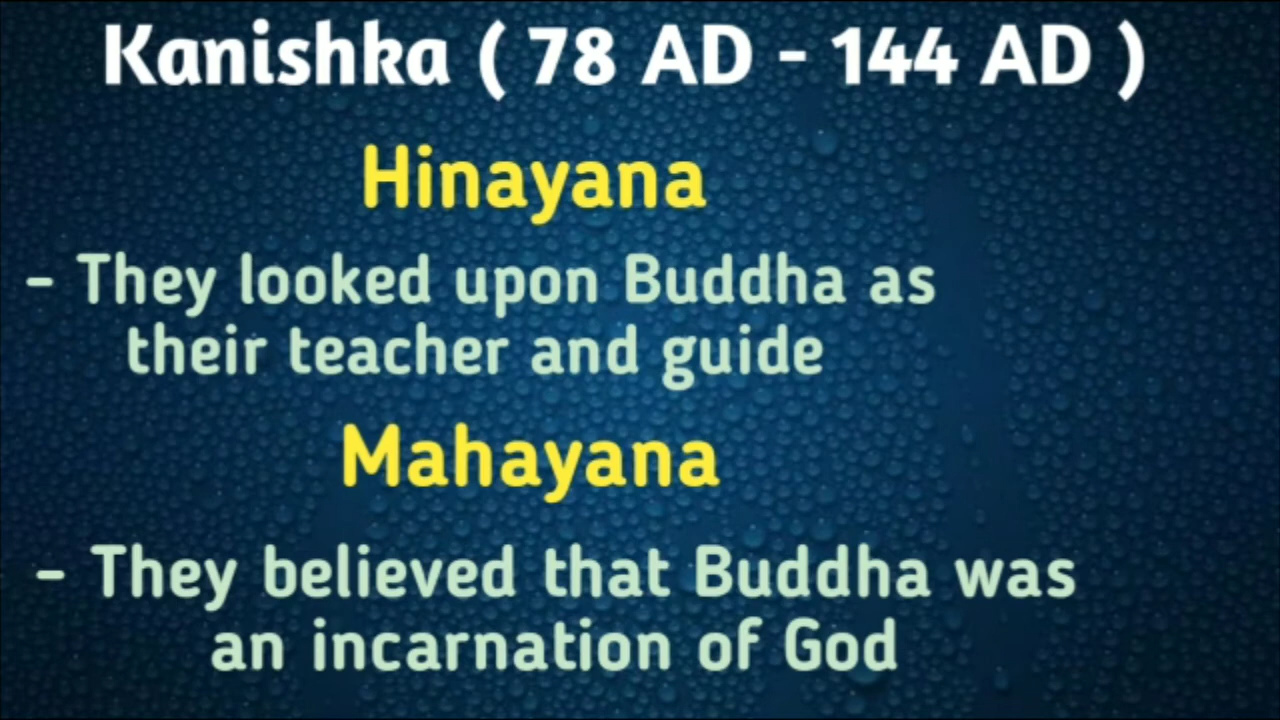 Kanishka ( 78 AD - 144 AD )
Hinayana
- They looked upon Buddha as
their teacher and guide
Mahayana
- They believed that Buddha was
an incarnation of God